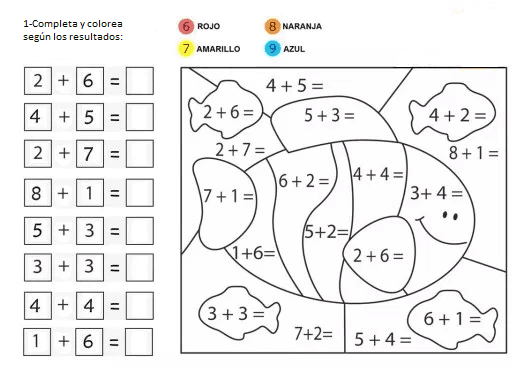 1-Completa y colorea
según los resultados:
6 ROJO
8 NARANJA
7 AMARILLO
9 AZUL
2 + 6 =
4 + 5 =
2 + 7 =
8 + 1 =
5 + 3 =
3 + 3 =
4 + 4 =
1 + 6 =
4 + 5 =
2 + 6 =
5 + 3 =
4 + 2 =
2 + 7 =
8 + 1 =
7 + 1 =
6 + 2 =
4 + 4 =
3 + 4 =
5+2=
1+6=
2 + 6 =
3 + 3 =
6 + 1 =
7+2=
5 + 4 =